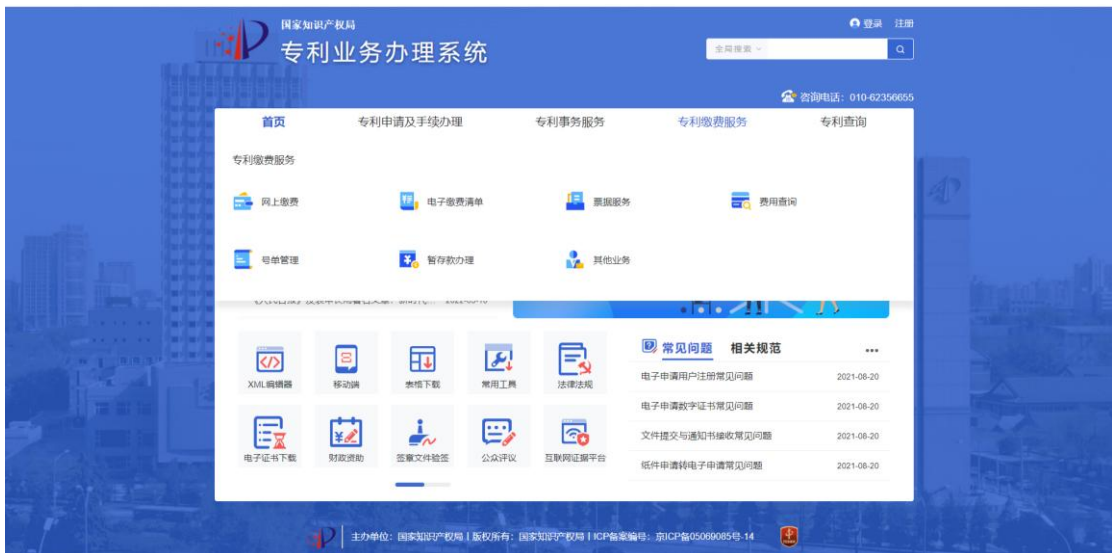 国家知识产权局
专利业务办理系统
登录 注册
全局搜索
咨询电话：010-62356655
首页 专利申请及手续办理 专利事务服务 专利缴费服务 专利查询
专利缴费服务
网上缴费 电子缴费清单 票据服务 费用查询
号单管理 暂存款办理 其他业务
常见问题 相关规范 •••
XML编辑器 移动端 表格下载 常用工具 法律法规
电子申请用户注册常见问题 2021-08-20
电子申请数字证书常见问题 2021-08-20
文件提交与通知书接收常见问题 2021-08-20
纸件申请转电子申请常见问题 2021-08-20
电子证书下载 财政资助 签章文件验签 公众评议 互联网证据平台
主办单位：国家知识产权局 | 版权所有：国家知识产权局 | ICP备案编号：京ICP备05069085号-14